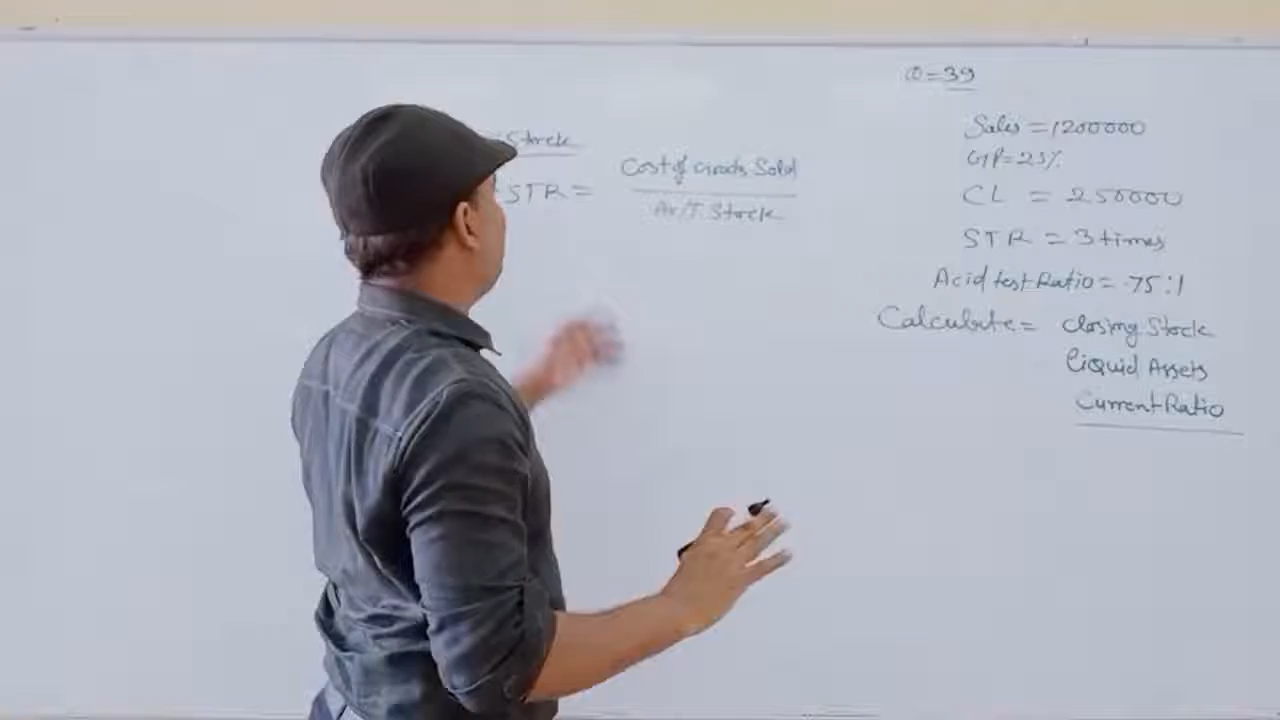 Q=39
Stock
STR = Cost of Goods Sold
Av/T Stock
Sales = 1200000
G/P = 25%
CL = 250000
STR = 3 times
Acid test Ratio = .75:1
Calculate = Closing Stock
Liquid Assets
Current Ratio